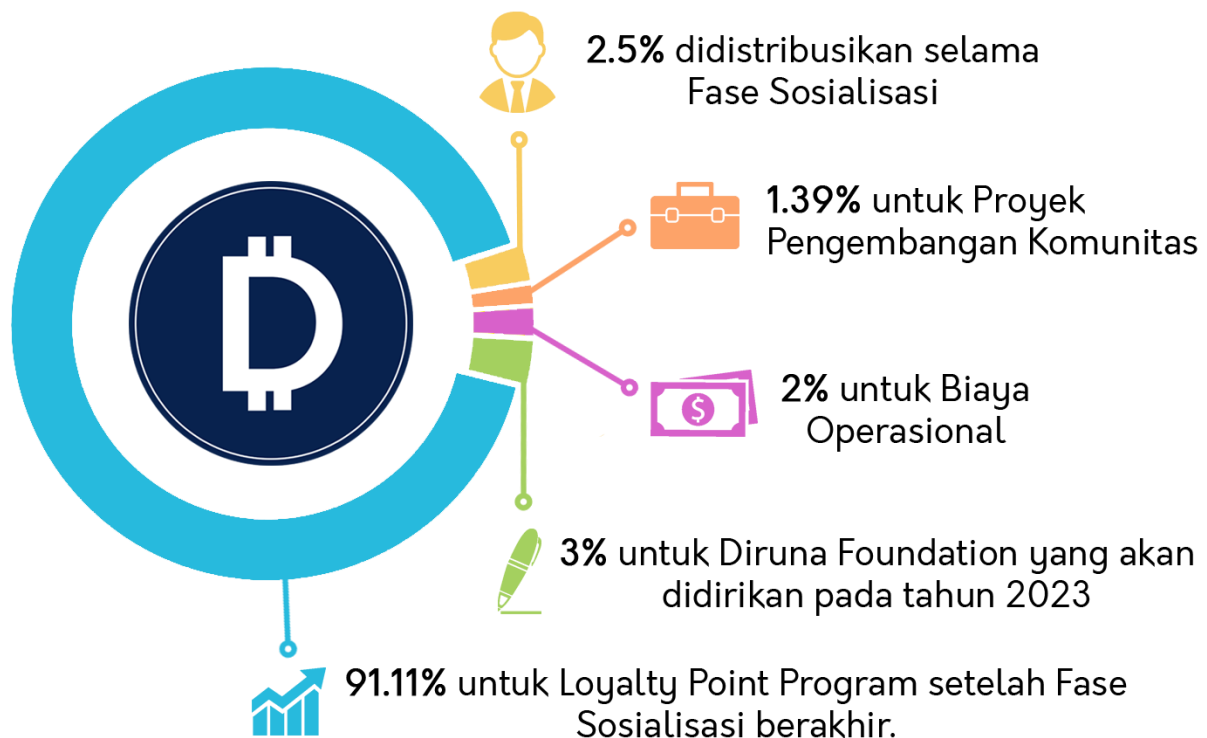 2.5% didistribusikan selama
Fase Sosialisasi
1.39% untuk Proyek
Pengembangan Komunitas
2% untuk Biaya
Operasional
3% untuk Diruna Foundation yang akan
didirikan pada tahun 2023
91.11% untuk Loyalty Point Program setelah Fase
Sosialisasi berakhir.